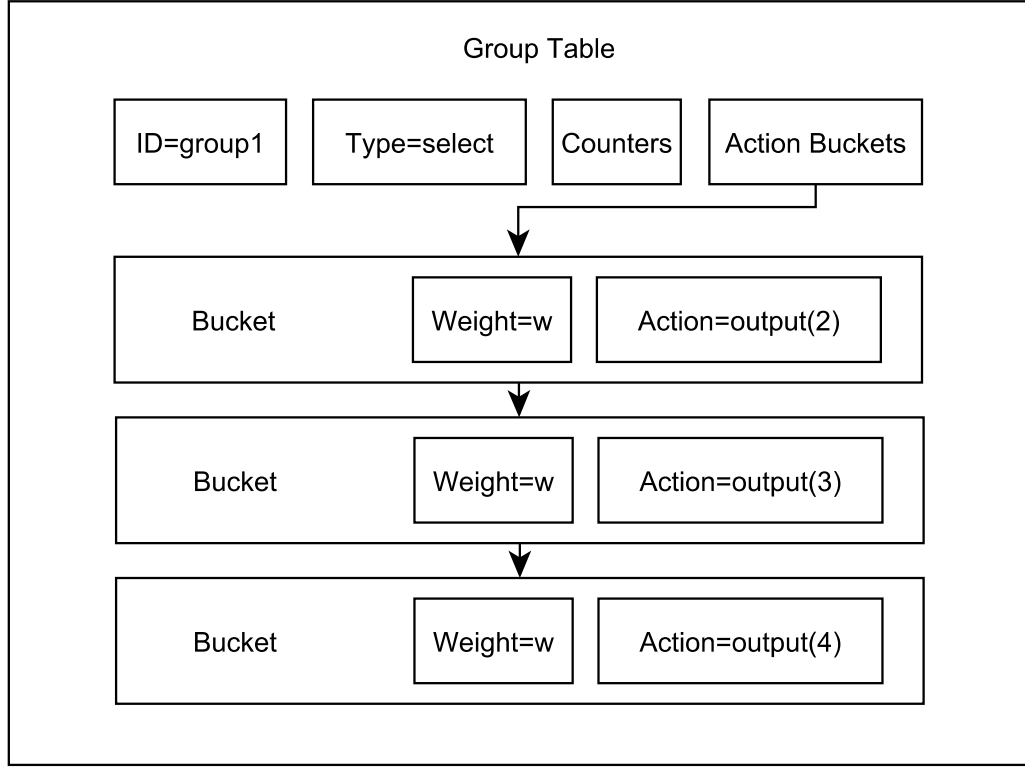 Group Table
ID=group1 Type=select Counters Action Buckets
Bucket Weight=w Action=output(2)
Bucket Weight=w Action=output(3)
Bucket Weight=w Action=output(4)